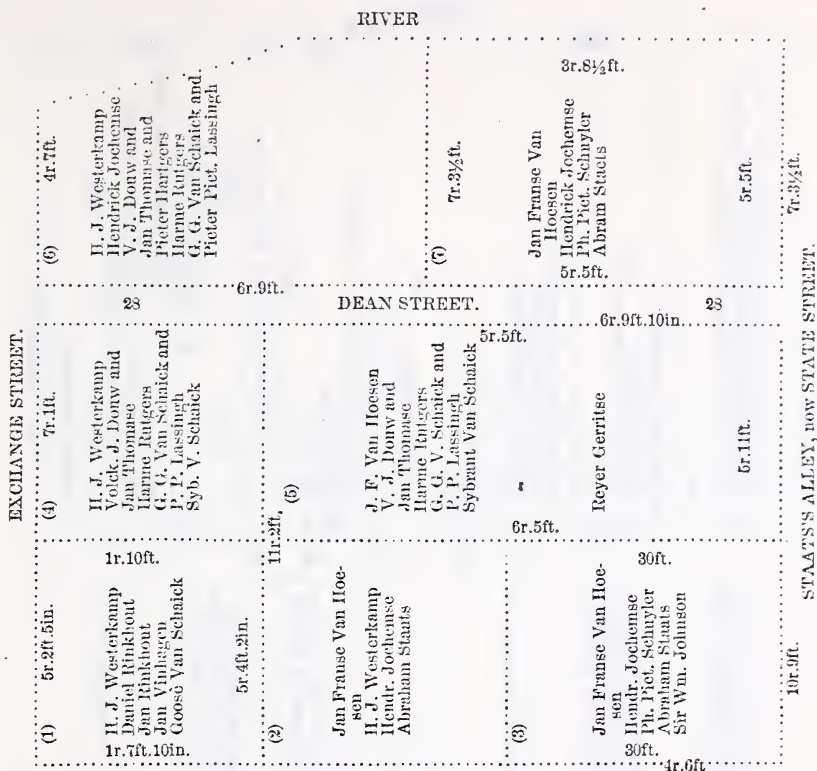 RIVER
4r.7ft.
(6)
H. J. Westerkamp
Hendrick Jochemse
V. J. Douw and
Jan Thomase and
Pieter Hartgers
Harme Rutgers
G. G. Van Schaick and
Pieter Piet. Lassingh
6r.9ft.
3r.8½ft.
7r.3½ft.
(7)
Jan Franse Van
Hoesen
Hendrick Jochemse
Ph. Piet. Schuyler
Abram Staets
5r.5ft.
5r.5ft.
7r.3½ft.
28
DEAN STREET.
28
6r.9ft.10in.
EXCHANGE STREET.
STAATS'S ALLEY, now STATE STREET.
7r.1ft.
(4)
H. J. Westerkamp
Volck. J. Douw and
Jan Thomase
Harme Rutgers
G. G. Van Schaick and
P. P. Lassingh
Syb. V. Schaick
1r.10ft.
11r.2ft.
(5)
5r.5ft.
J. F. Van Hoesen
V. J. Douw and
Jan Thomase
Harme Rutgers
G. G. V. Schaick and
P. P. Lassingh
Sybrant Van Schaick
Reyer Gerritse
5r.11ft.
6r.5ft.
5r.2ft.5in.
(1)
H. J. Westerkamp
Daniel Rinkhout
Jan Rinkhout
Jan Vinhagen
Goose Van Schaick
5r.4ft.2in.
1r.7ft.10in.
(2)
Jan Franse Van Hoe-
sen
H. J. Westerkamp
Hendr. Jochemse
Abraham Staats
30ft.
(3)
Jan Franse Van Hoe-
sen
Hendr. Jochemse
Ph. Piet. Schuyler
Abraham Staats
Sir Wm. Johnson
30ft.
4r.6ft
10r.9ft.